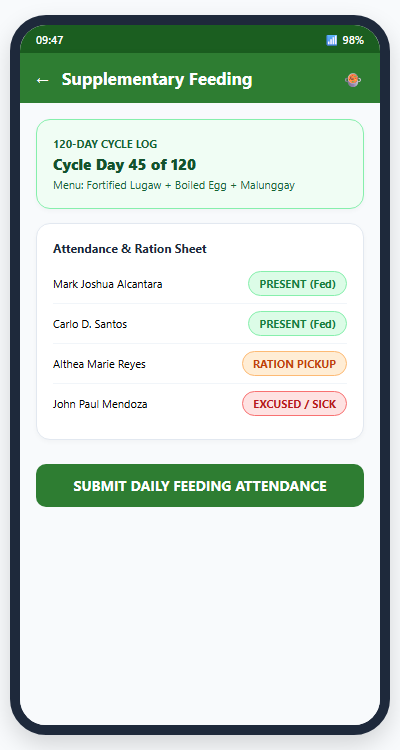 09:47 98%
← Supplementary Feeding
120-DAY CYCLE LOG
Cycle Day 45 of 120
Menu: Fortified Lugaw + Boiled Egg + Malunggay
Attendance & Ration Sheet
Mark Joshua Alcantara PRESENT (Fed)
Carlo D. Santos PRESENT (Fed)
Althea Marie Reyes RATION PICKUP
John Paul Mendoza EXCUSED / SICK
SUBMIT DAILY FEEDING ATTENDANCE